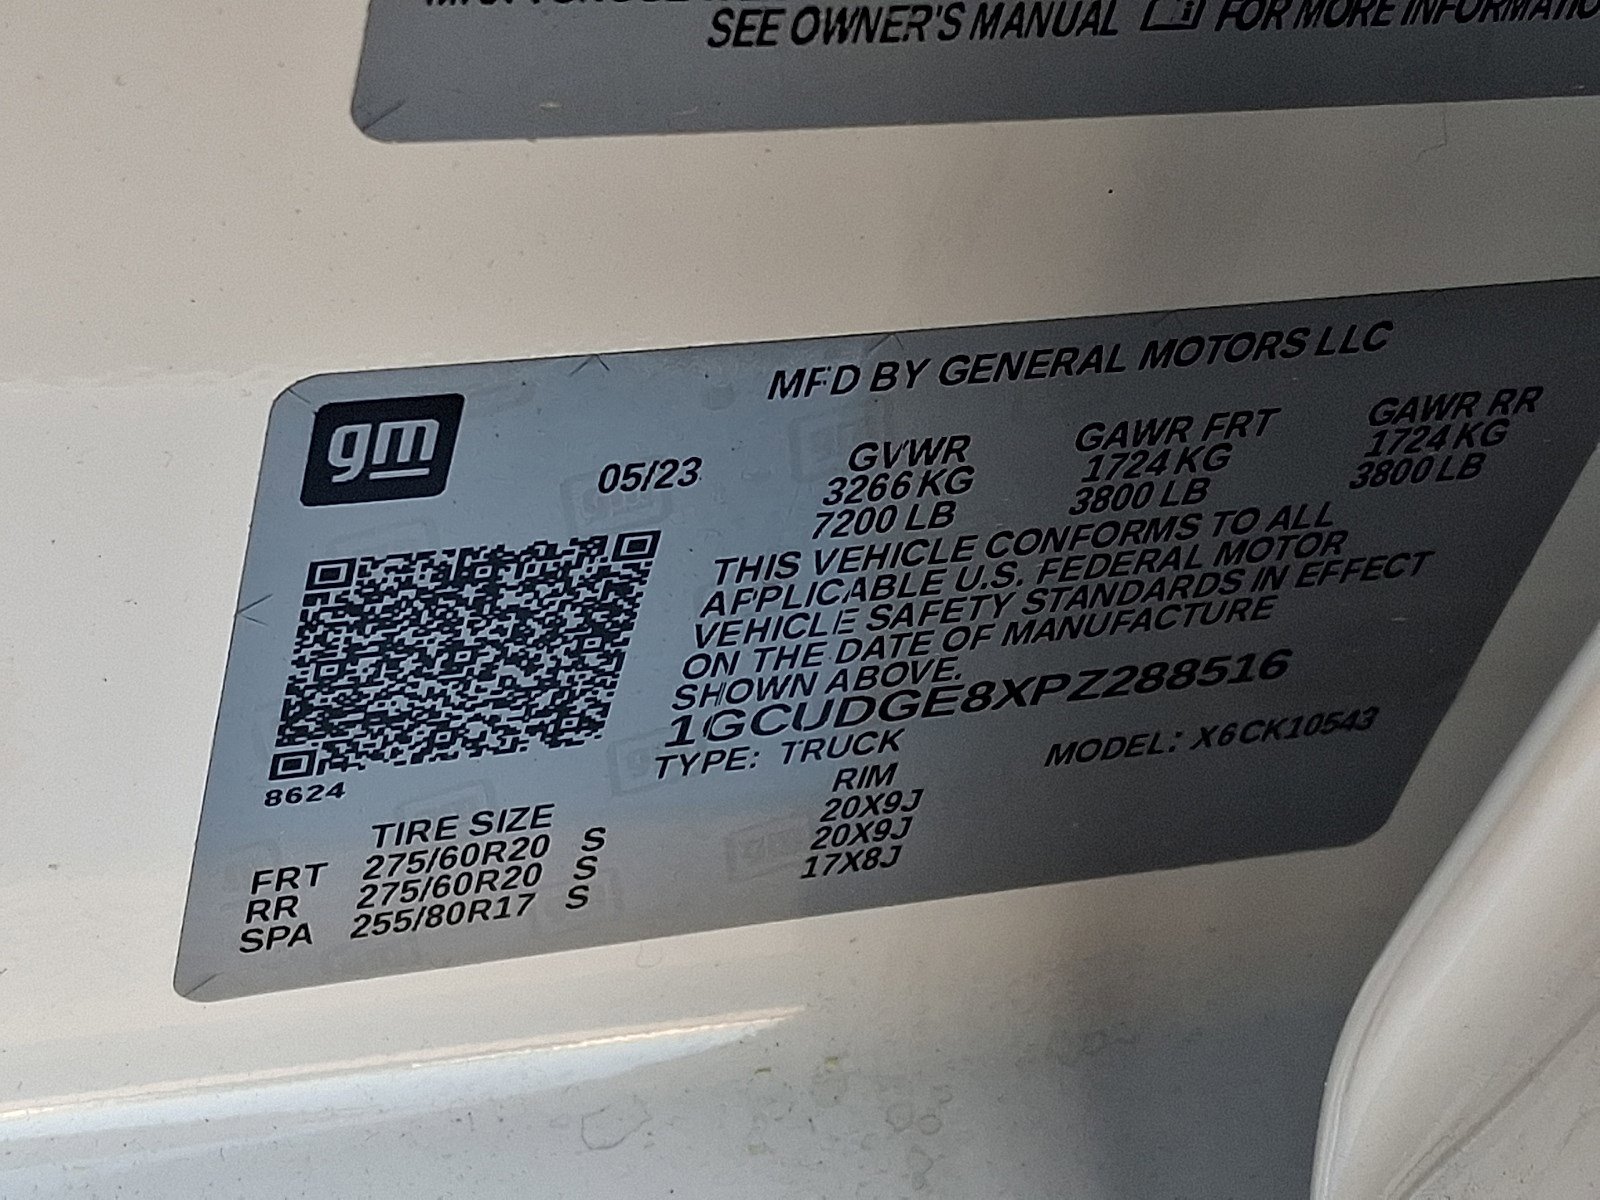 SEE OWNER'S MANUAL FOR MORE
gm
MFD BY GENERAL MOTORS LLC
05/23
GVWR GAWR FRT GAWR RR
3266 KG 1724 KG 1724 KG
7200 LB 3800 LB 3800 LB
THIS VEHICLE CONFORMS TO ALL
APPLICABLE U.S. FEDERAL MOTOR
VEHICLE SAFETY STANDARDS IN EFFECT
ON THE DATE OF MANUFACTURE
SHOWN ABOVE.
1GCUDGE8XPZ288516
TYPE: TRUCK MODEL: X6CK10543
8624
TIRE SIZE RIM
FRT 275/60R20 S 20X9J
RR 275/60R20 S 20X9J
SPA 255/80R17 S 17X8J